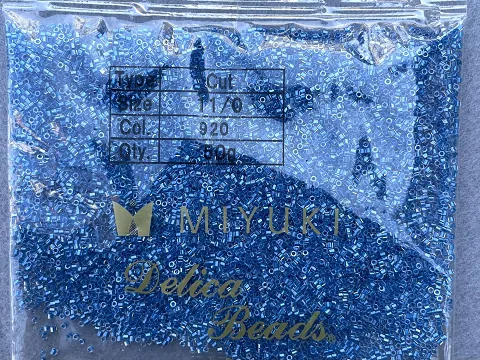 Type Cut
Size 11/0
Col. 920
Qty. 50g
MIYUKI
Delica
Beads®